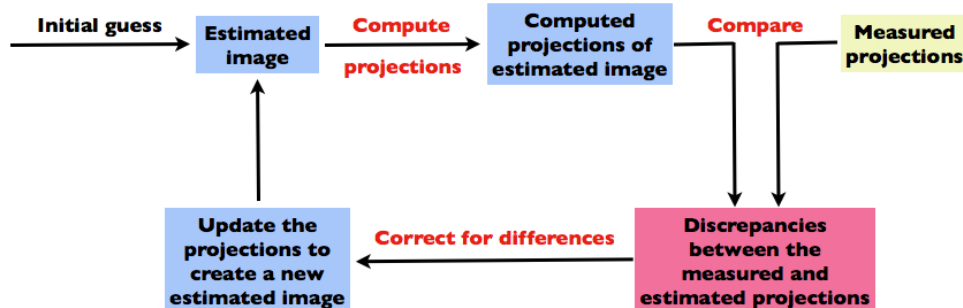 Initial guess
Estimated
image
Compute
projections
Computed
projections of
estimated image
Compare
Measured
projections
Update the
projections to
create a new
estimated image
Correct for differences
Discrepancies
between the
measured and
estimated projections